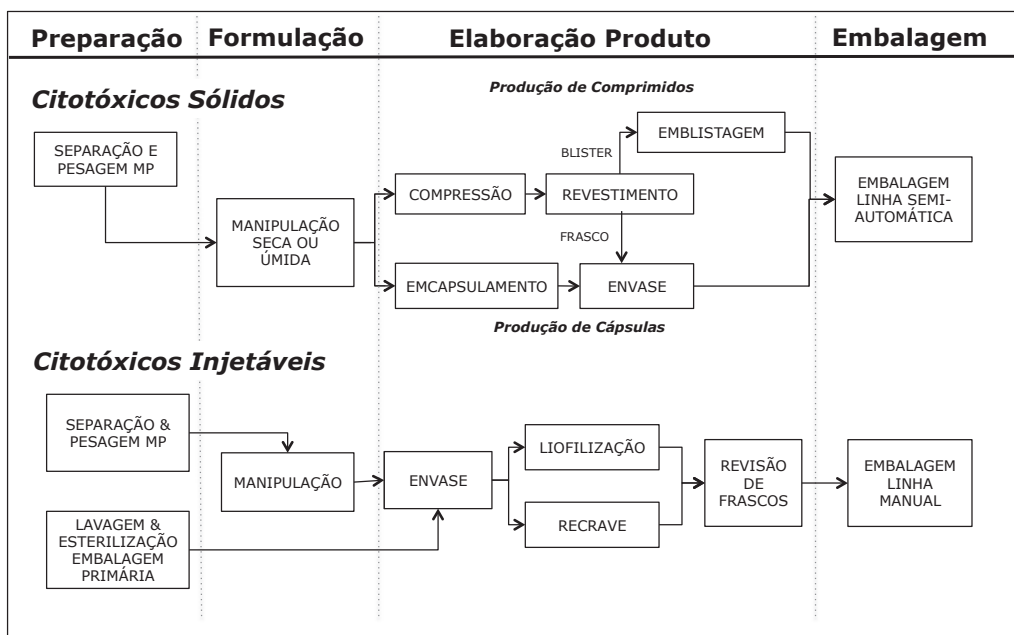 Preparação
Formulação
Elaboração Produto
Embalagem
Citotóxicos Sólidos
Produção de Comprimidos
SEPARAÇÃO E
PESAGEM MP
MANIPULAÇÃO
SECA OU
ÚMIDA
COMPRESSÃO
REVESTIMENTO
BLISTER
EMBLISTAGEM
FRASCO
EMCAPSULAMENTO
ENVASE
EMBALAGEM
LINHA SEMI-
AUTOMÁTICA
Produção de Cápsulas
Citotóxicos Injetáveis
SEPARAÇÃO &
PESAGEM MP
LAVAGEM &
ESTERILIZAÇÃO
EMBALAGEM
PRIMÁRIA
MANIPULAÇÃO
ENVASE
LIOFILIZAÇÃO
RECRAVE
REVISÃO
DE
FRASCOS
EMBALAGEM
LINHA
MANUAL